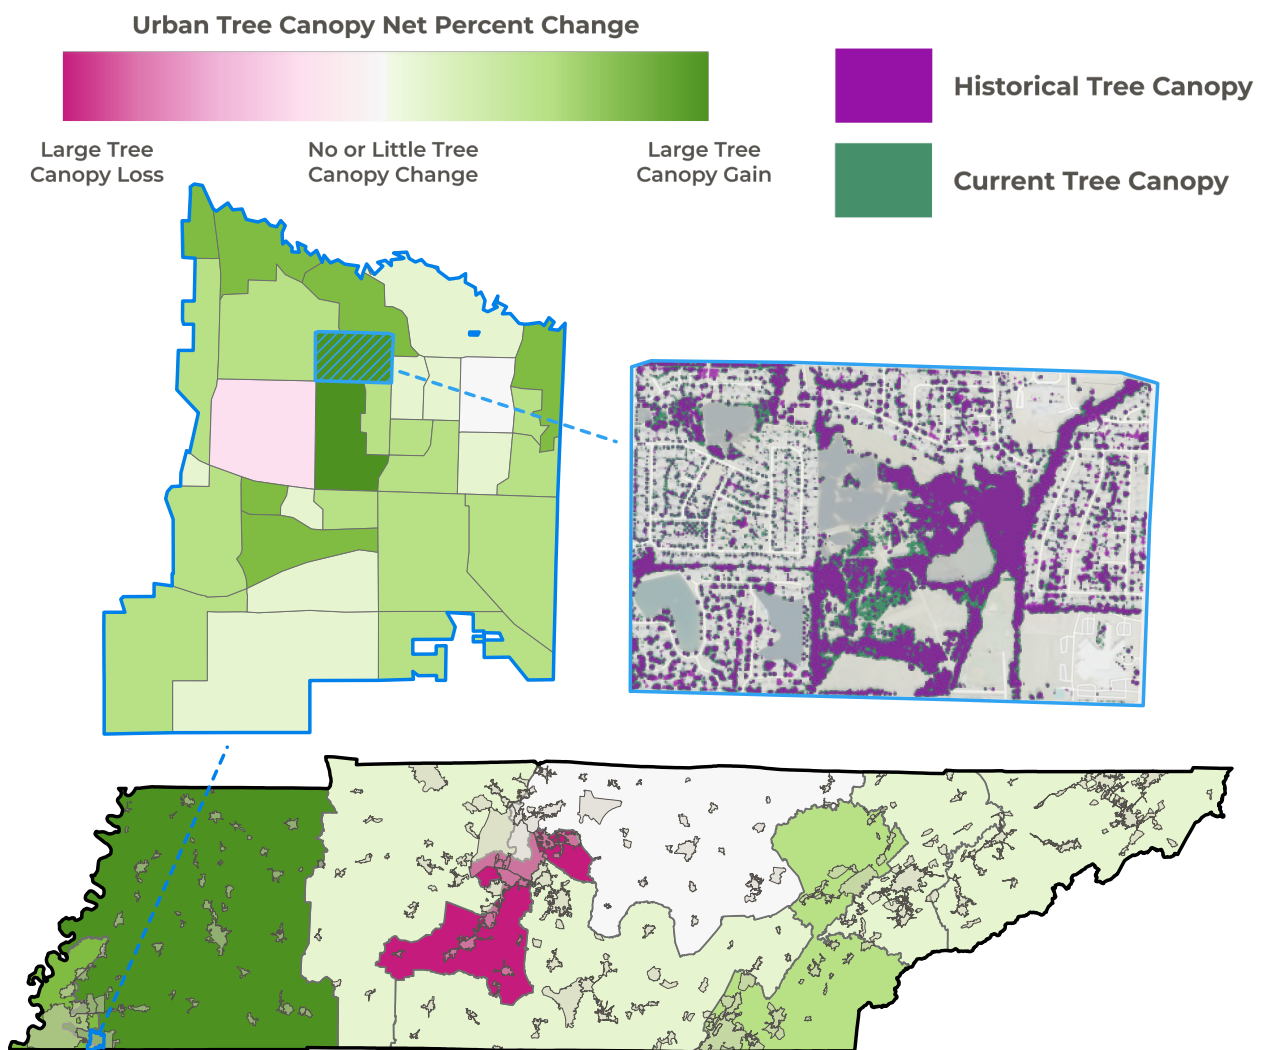 Urban Tree Canopy Net Percent Change
Large Tree
Canopy Loss
No or Little Tree
Canopy Change
Large Tree
Canopy Gain
Historical Tree Canopy
Current Tree Canopy